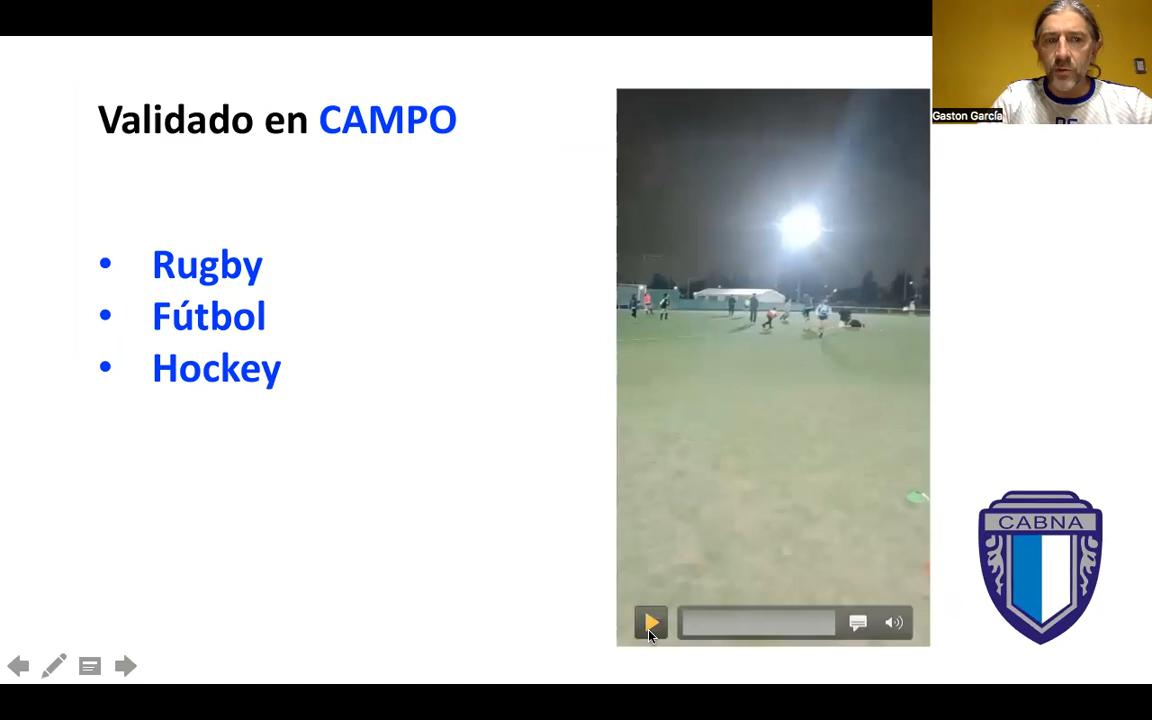 Validado en CAMPO
• Rugby
• Fútbol
• Hockey
Gaston García
CABNA